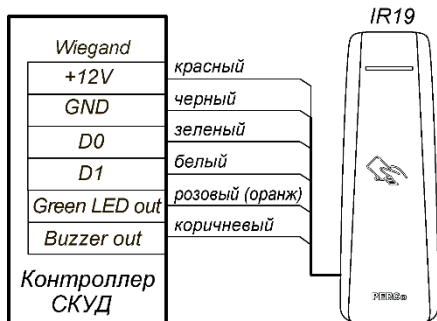 IR19
Wiegand
+12V красный
GND черный
D0 зеленый
D1 белый
Green LED out розовый (оранж)
Buzzer out коричневый
Контроллер
СКУД
PERCo